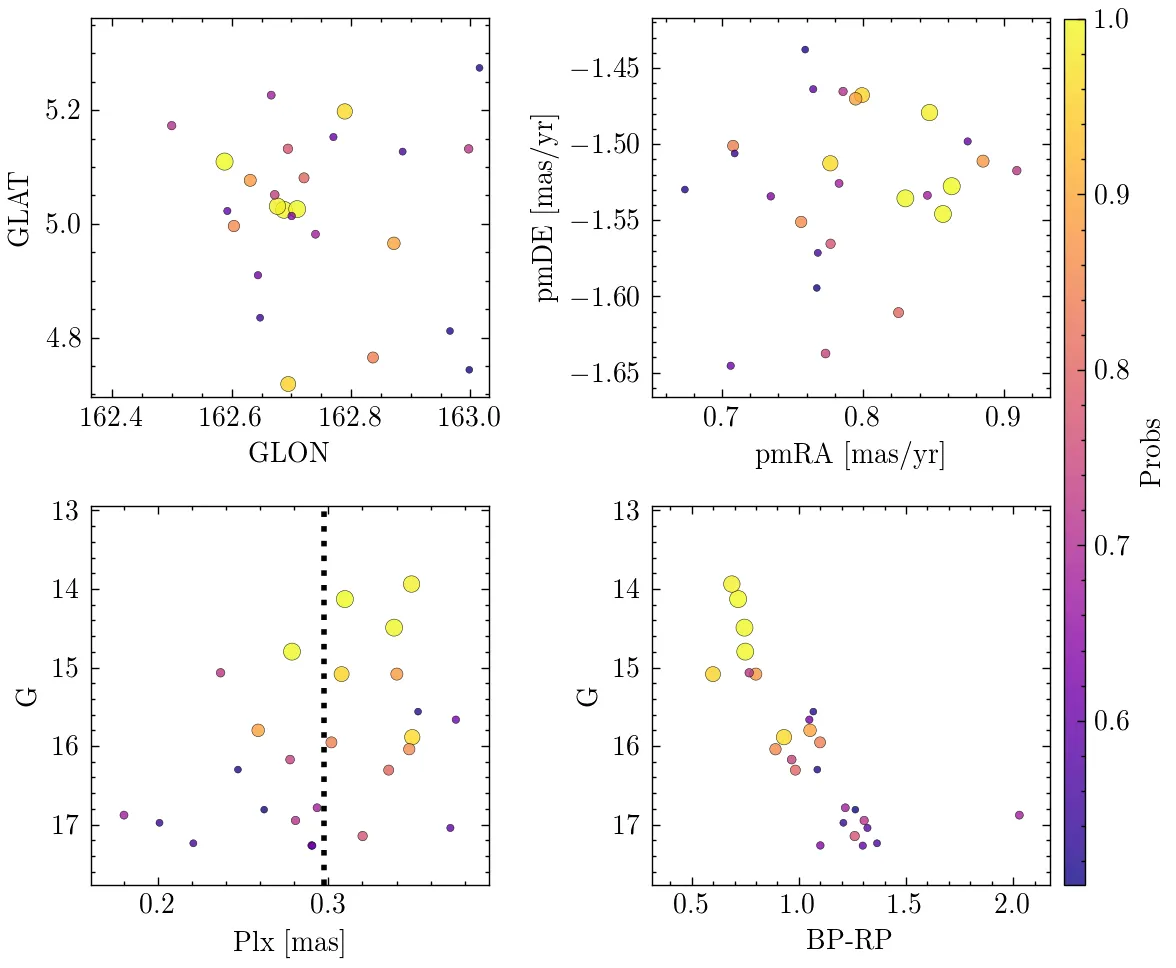 5.2
5.0
4.8
GLAT
162.4 162.6 162.8 163.0
GLON
−1.45
−1.50
−1.55
−1.60
−1.65
pmDE [mas/yr]
0.7 0.8 0.9
pmRA [mas/yr]
1.0
0.9
0.8
0.7
0.6
Probs
13
14
15
16
17
G
0.2 0.3
Plx [mas]
13
14
15
16
17
G
0.5 1.0 1.5 2.0
BP-RP